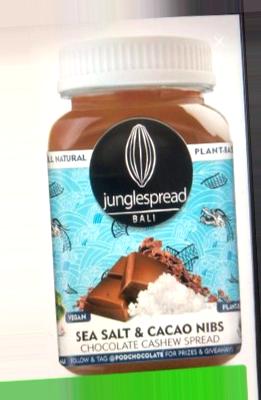 ALL NATURAL
PLANT-BA
junglespread
BALI
VEGAN
PLANT
SEA SALT & CACAO NIBS
CHOCOLATE CASHEW SPREAD
FOLLOW & TAG @PODCHOCOLATE FOR PRIZES & GIVEAWAYS